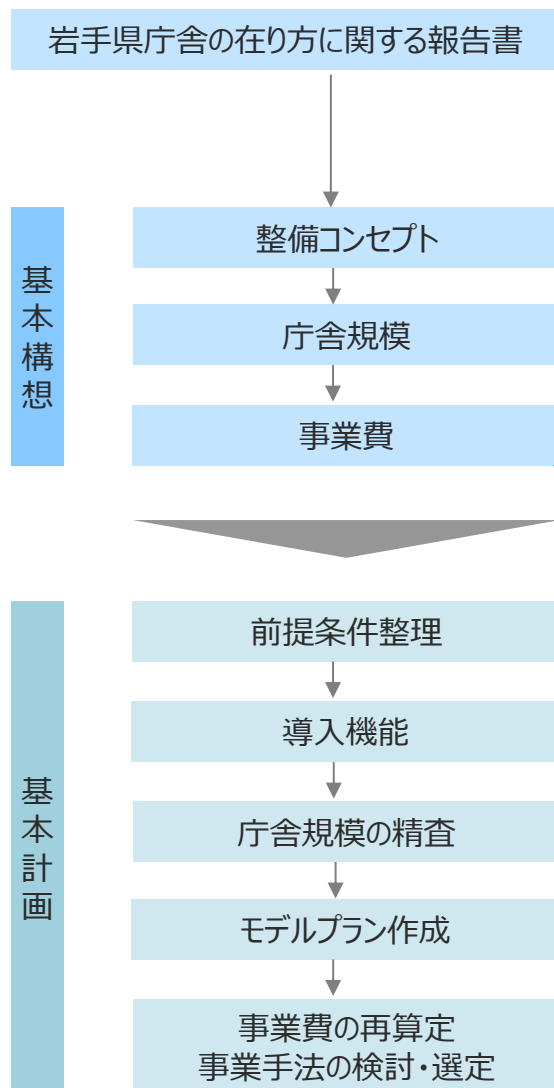 岩手県庁舎の在り方に関する報告書
基本構想
整備コンセプト
庁舎規模
事業費
基本計画
前提条件整理
導入機能
庁舎規模の精査
モデルプラン作成
事業費の再算定
事業手法の検討・選定